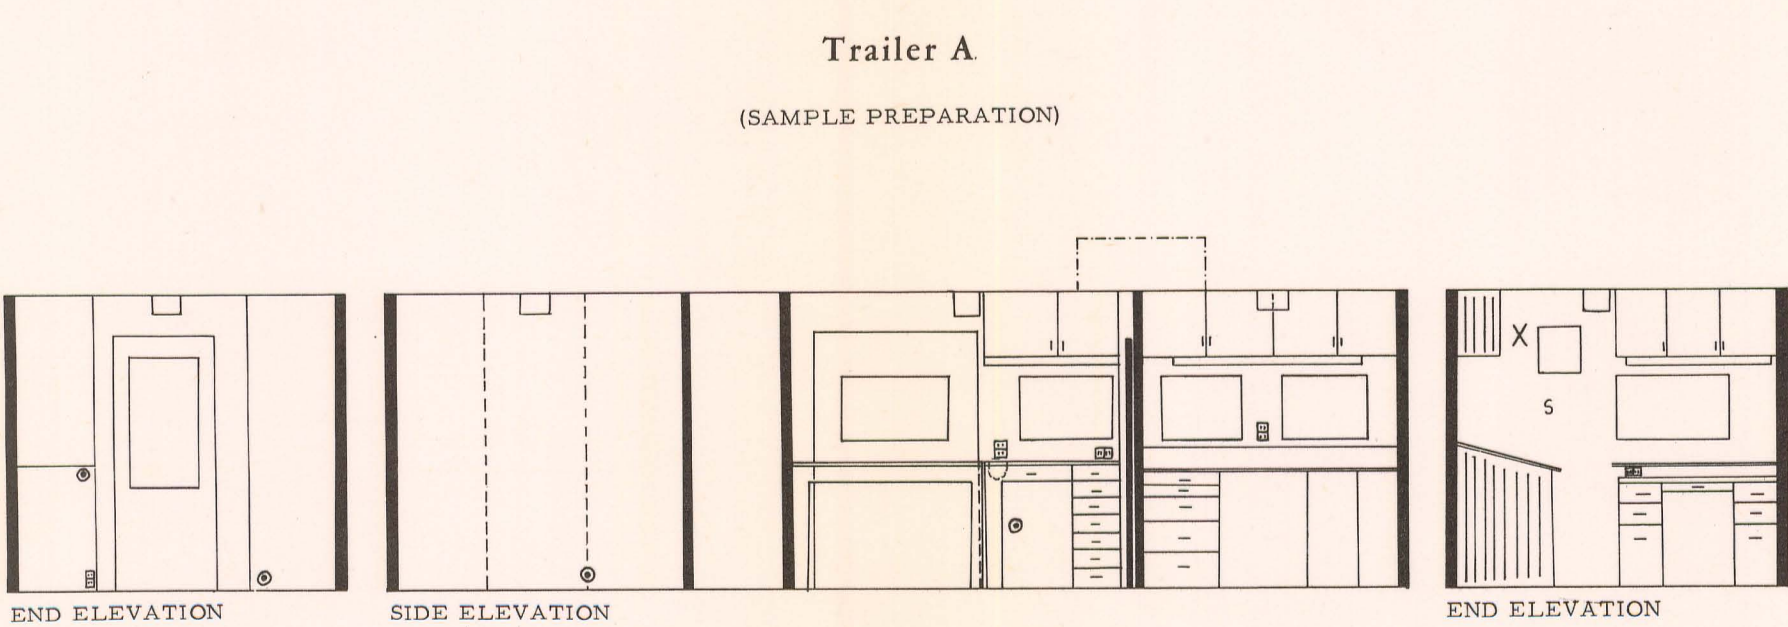 Trailer A.
(SAMPLE PREPARATION)
X
S
END ELEVATION
SIDE ELEVATION
END ELEVATION